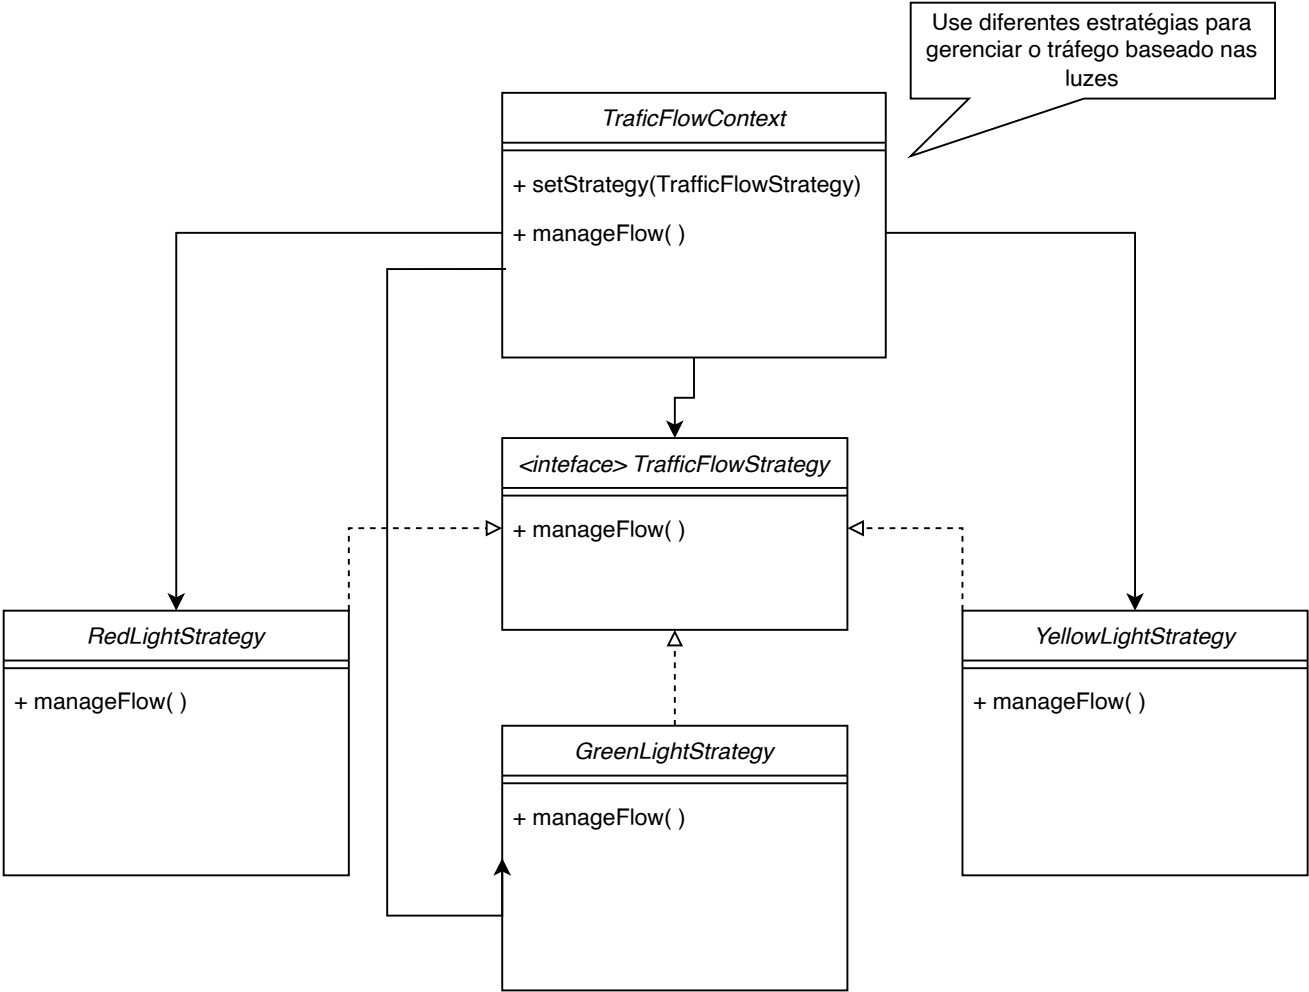 Use diferentes estratégias para
gerenciar o tráfego baseado nas
luzes
TraficFlowContext
+ setStrategy(TrafficFlowStrategy)
+ manageFlow( )
<inteface> TrafficFlowStrategy
+ manageFlow( )
RedLightStrategy
+ manageFlow( )
YellowLightStrategy
+ manageFlow( )
GreenLightStrategy
+ manageFlow( )